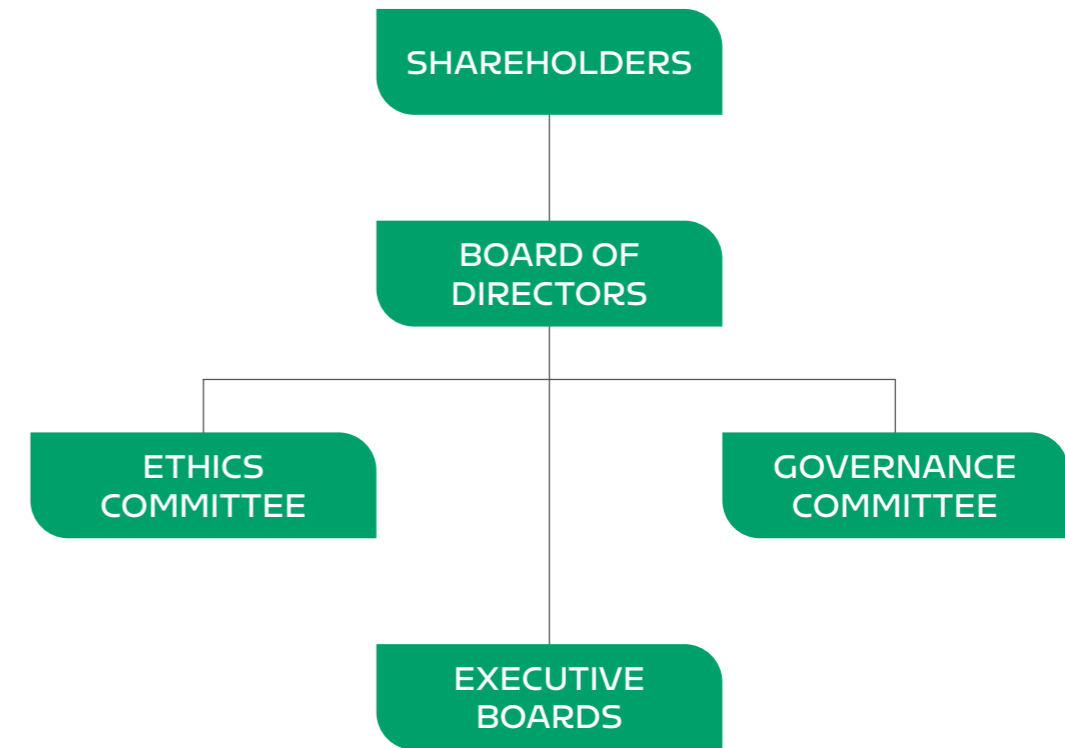 SHAREHOLDERS
BOARD OF
DIRECTORS
ETHICS
COMMITTEE
GOVERNANCE
COMMITTEE
EXECUTIVE
BOARDS